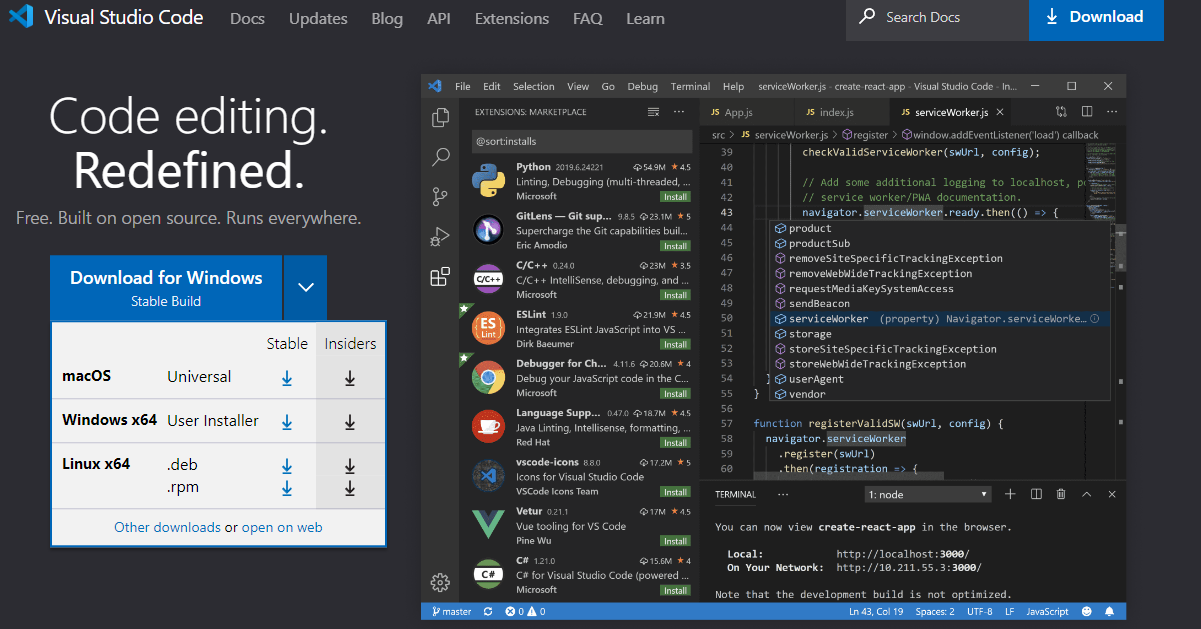 Visual Studio Code Docs Updates Blog API Extensions FAQ Learn Search Docs Download
Code editing.
Redefined.
Free. Built on open source. Runs everywhere.
Download for Windows
Stable Build
Stable Insiders
macOS Universal
Windows x64 User Installer
Linux x64 .deb
.rpm
Other downloads or open on web
File Edit Selection View Go Debug Terminal Help serviceWorker.js - create-react-app - Visual Studio Code - In...
EXTENSIONS: MARKETPLACE
@sort:installs
Python 2019.6.24221 54.9M ★ 4.5
Linting, Debugging (multi-threaded, ...
Microsoft Install
GitLens — Git sup... 9.8.5 23.1M ★ 5
Supercharge the Git capabilities buil...
Eric Amodio Install
C/C++ C/C++ 0.24.0 23M ★ 3.5
C/C++ IntelliSense, debugging, and ...
Microsoft Install
ES Lint ESLint 1.9.0 21.9M ★ 4.5
Integrates ESLint JavaScript into VS ...
Dirk Baeumer Install
Debugger for Ch... 4.11.6 20.6M ★ 4
Debug your JavaScript code in the C...
Microsoft Install
Language Supp... 0.47.0 18.7M ★ 4.5
Java Linting, Intellisense, formatting, ...
Red Hat Install
vscode-icons 8.8.0 17.2M ★ 5
Icons for Visual Studio Code
VSCode Icons Team Install
Vetur 0.21.1 17M ★ 4.5
Vue tooling for VS Code
Pine Wu Install
C# C# 1.21.0 15.6M ★ 4
C# for Visual Studio Code (powered ...
Microsoft Install
JS App.js JS index.js JS serviceWorker.js
src > JS serviceWorker.js > register > window.addEventListener('load') callback
39 checkValidServiceWorker(swUrl, config);
40
41 // Add some additional logging to localhost, po
42 // service worker/PWA documentation.
43 navigator.serviceWorker.ready.then(() => {
44 product
45 productSub
46 removeSiteSpecificTrackingException
47 removeWebWideTrackingException
48 requestMediaKeySystemAccess
49 sendBeacon
50 serviceWorker (property) Navigator.serviceWorke...
51 storage
52 storeSiteSpecificTrackingException
53 storeWebWideTrackingException
54 } userAgent
55 } vendor
56
57 function registerValidSW(swUrl, config) {
58 navigator.serviceWorker
59 .register(swUrl)
60 .then(registration => {
TERMINAL ... 1: node
You can now view create-react-app in the browser.
Local: http://localhost:3000/
On Your Network: http://10.211.55.3:3000/
Note that the development build is not optimized.
master 0 0 Ln 43, Col 19 Spaces: 2 UTF-8 LF JavaScript